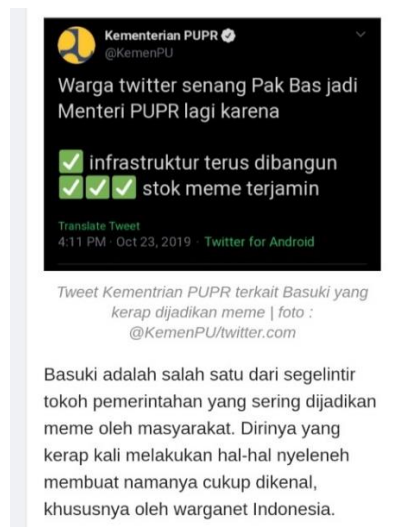 Kementerian PUPR
@KemenPU
Warga twitter senang Pak Bas jadi
Menteri PUPR lagi karena
✅ infrastruktur terus dibangun
✅✅✅ stok meme terjamin
Translate Tweet
4:11 PM · Oct 23, 2019 · Twitter for Android
Tweet Kementrian PUPR terkait Basuki yang
kerap dijadikan meme | foto :
@KemenPU/twitter.com
Basuki adalah salah satu dari segelintir
tokoh pemerintahan yang sering dijadikan
meme oleh masyarakat. Dirinya yang
kerap kali melakukan hal-hal nyeleneh
membuat namanya cukup dikenal,
khususnya oleh warganet Indonesia.